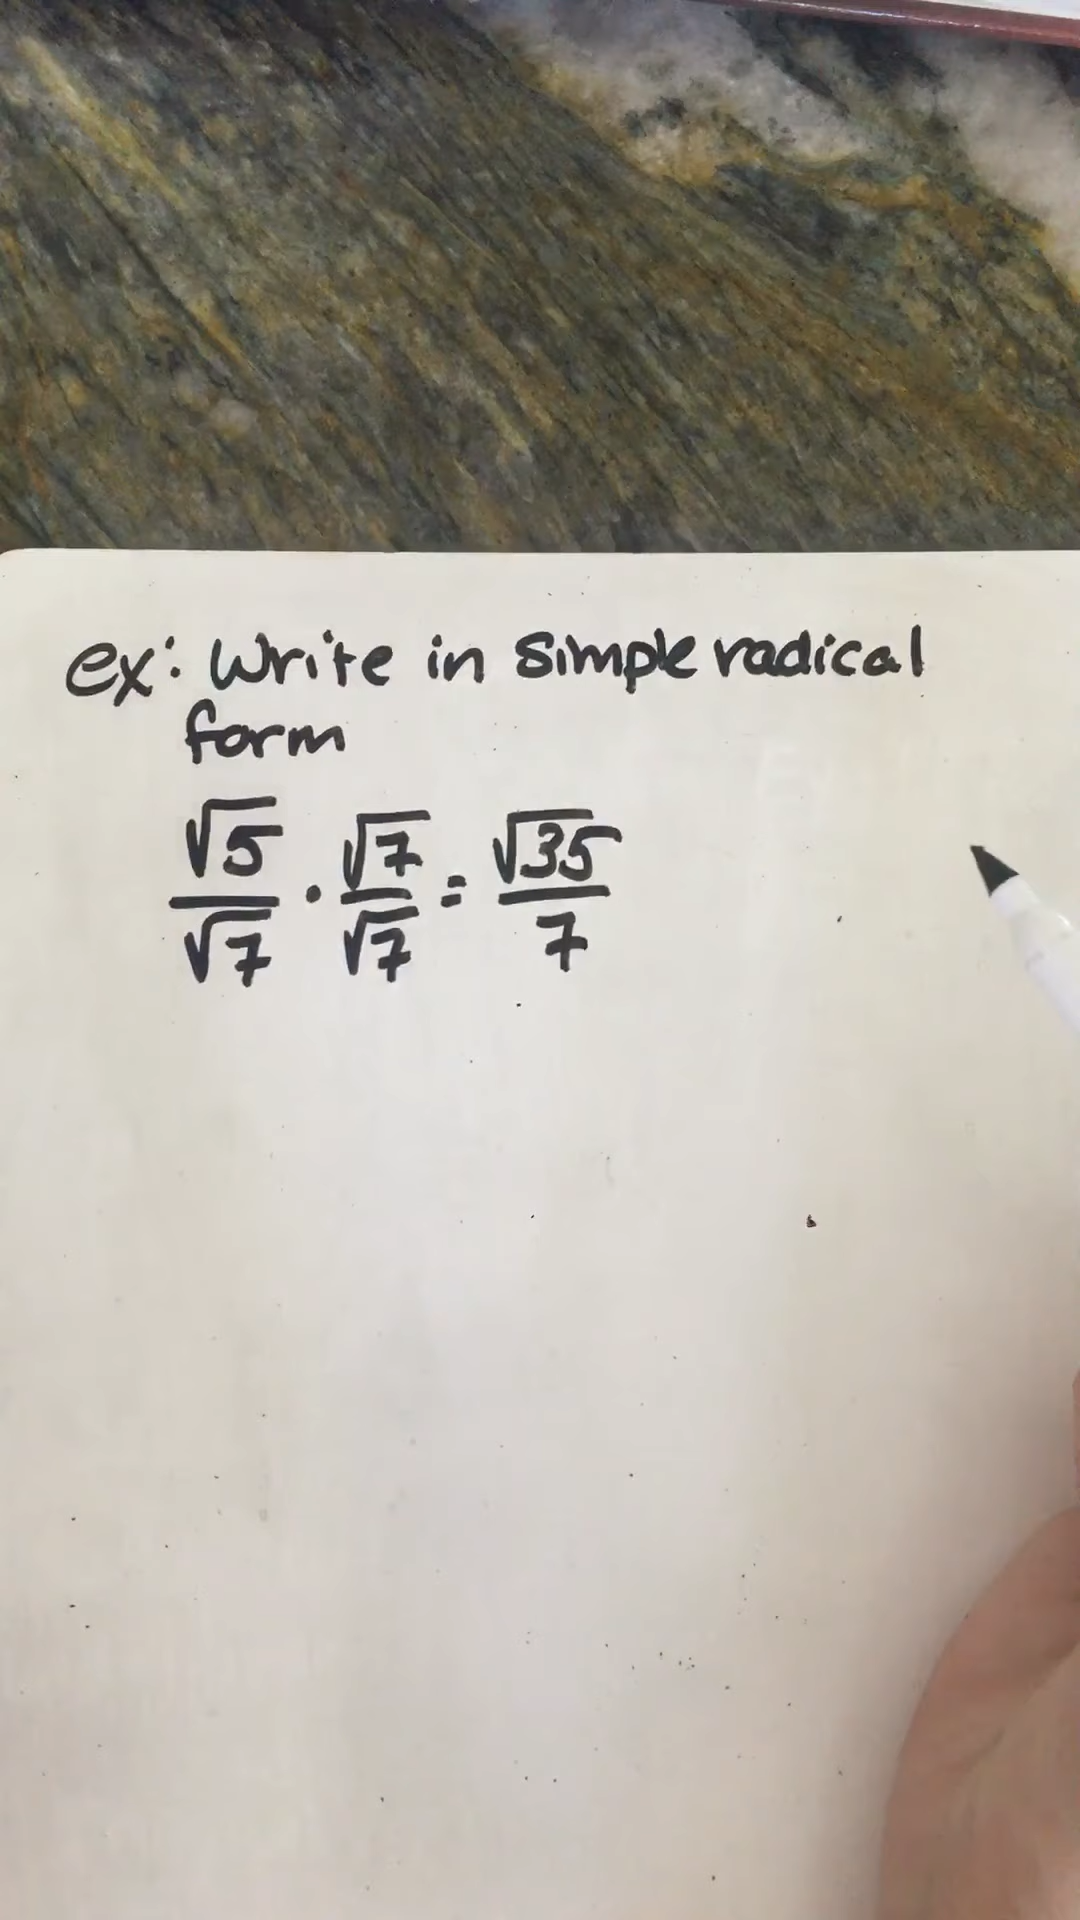 ex: Write in simple radical
form
√5/√7 · √7/√7 = √35/7